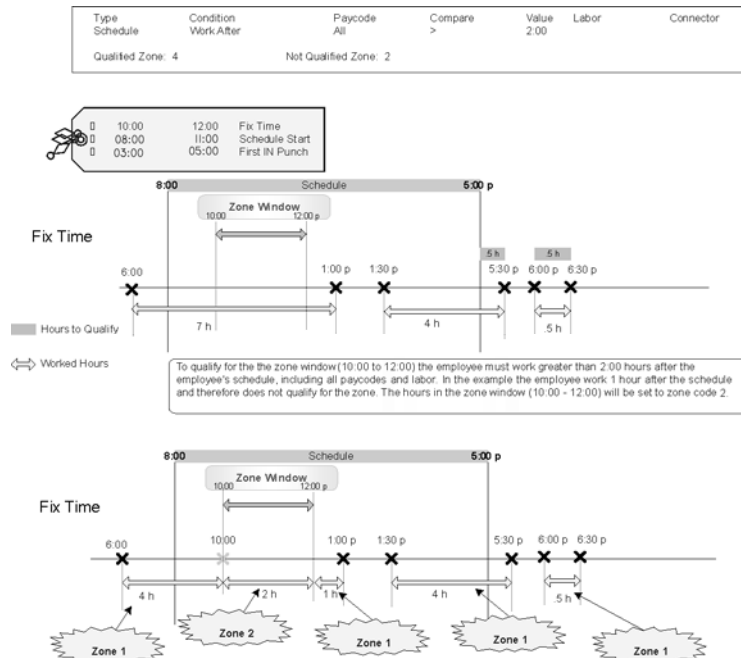 Type Condition Paycode Compare Value Labor Connector
Schedule Work After All > 2:00
Qualified Zone: 4 Not Qualified Zone: 2
10:00 12:00 Fix Time
08:00 11:00 Schedule Start
03:00 05:00 First IN Punch
8:00 Schedule 5:00 p
Zone Window
10:00 12:00 p
Fix Time
.5 h .5 h
6:00 1:00 p 1:30 p 5:30 p 6:00 p 6:30 p
7 h 4 h .5 h
Hours to Qualify
Worked Hours
To qualify for the the zone window (10:00 to 12:00) the employee must work greater than 2:00 hours after the
employee's schedule, including all paycodes and labor. In the example the employee work 1 hour after the schedule
and therefore does not qualify for the zone. The hours in the zone window (10:00 - 12:00) will be set to zone code 2.
8:00 Schedule 5:00 p
Zone Window
10:00 12:00 p
Fix Time
6:00 10:00 1:00 p 1:30 p 5:30 p 6:00 p 6:30 p
4 h 2 h 1 h 4 h .5 h
Zone 1 Zone 2 Zone 1 Zone 1 Zone 1